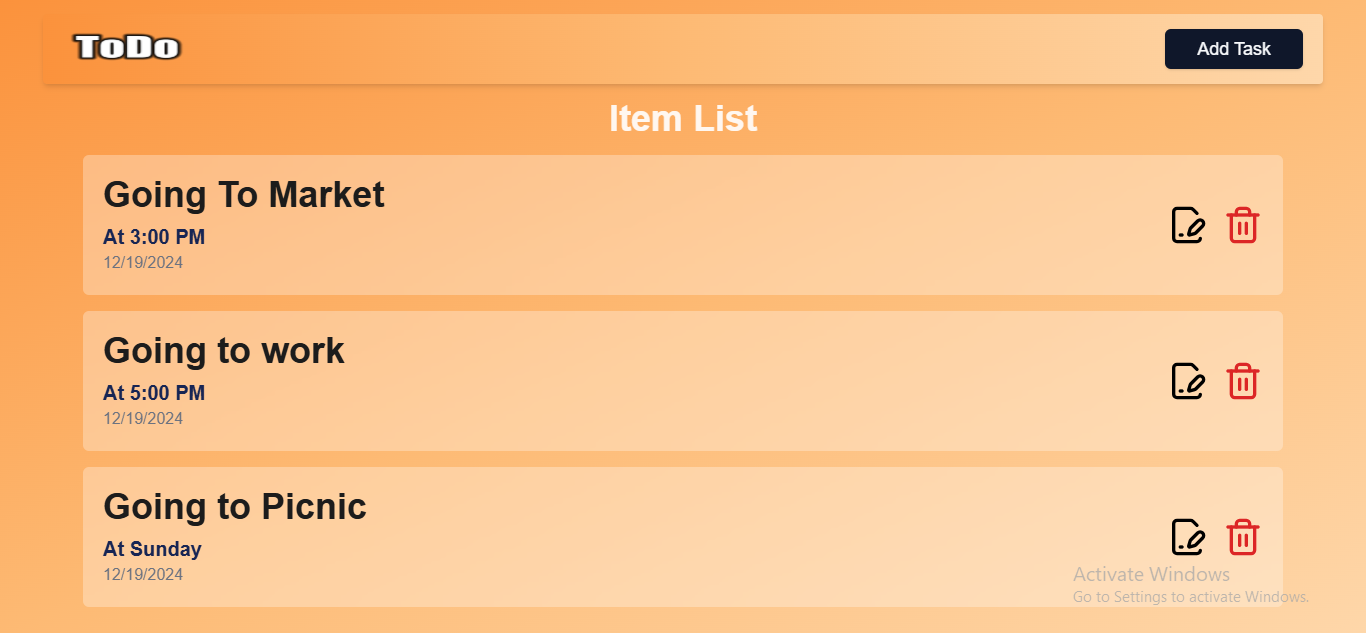 ToDo
Add Task
Item List
Going To Market
At 3:00 PM
12/19/2024
Going to work
At 5:00 PM
12/19/2024
Going to Picnic
At Sunday
12/19/2024
Activate Windows
Go to Settings to activate Windows.